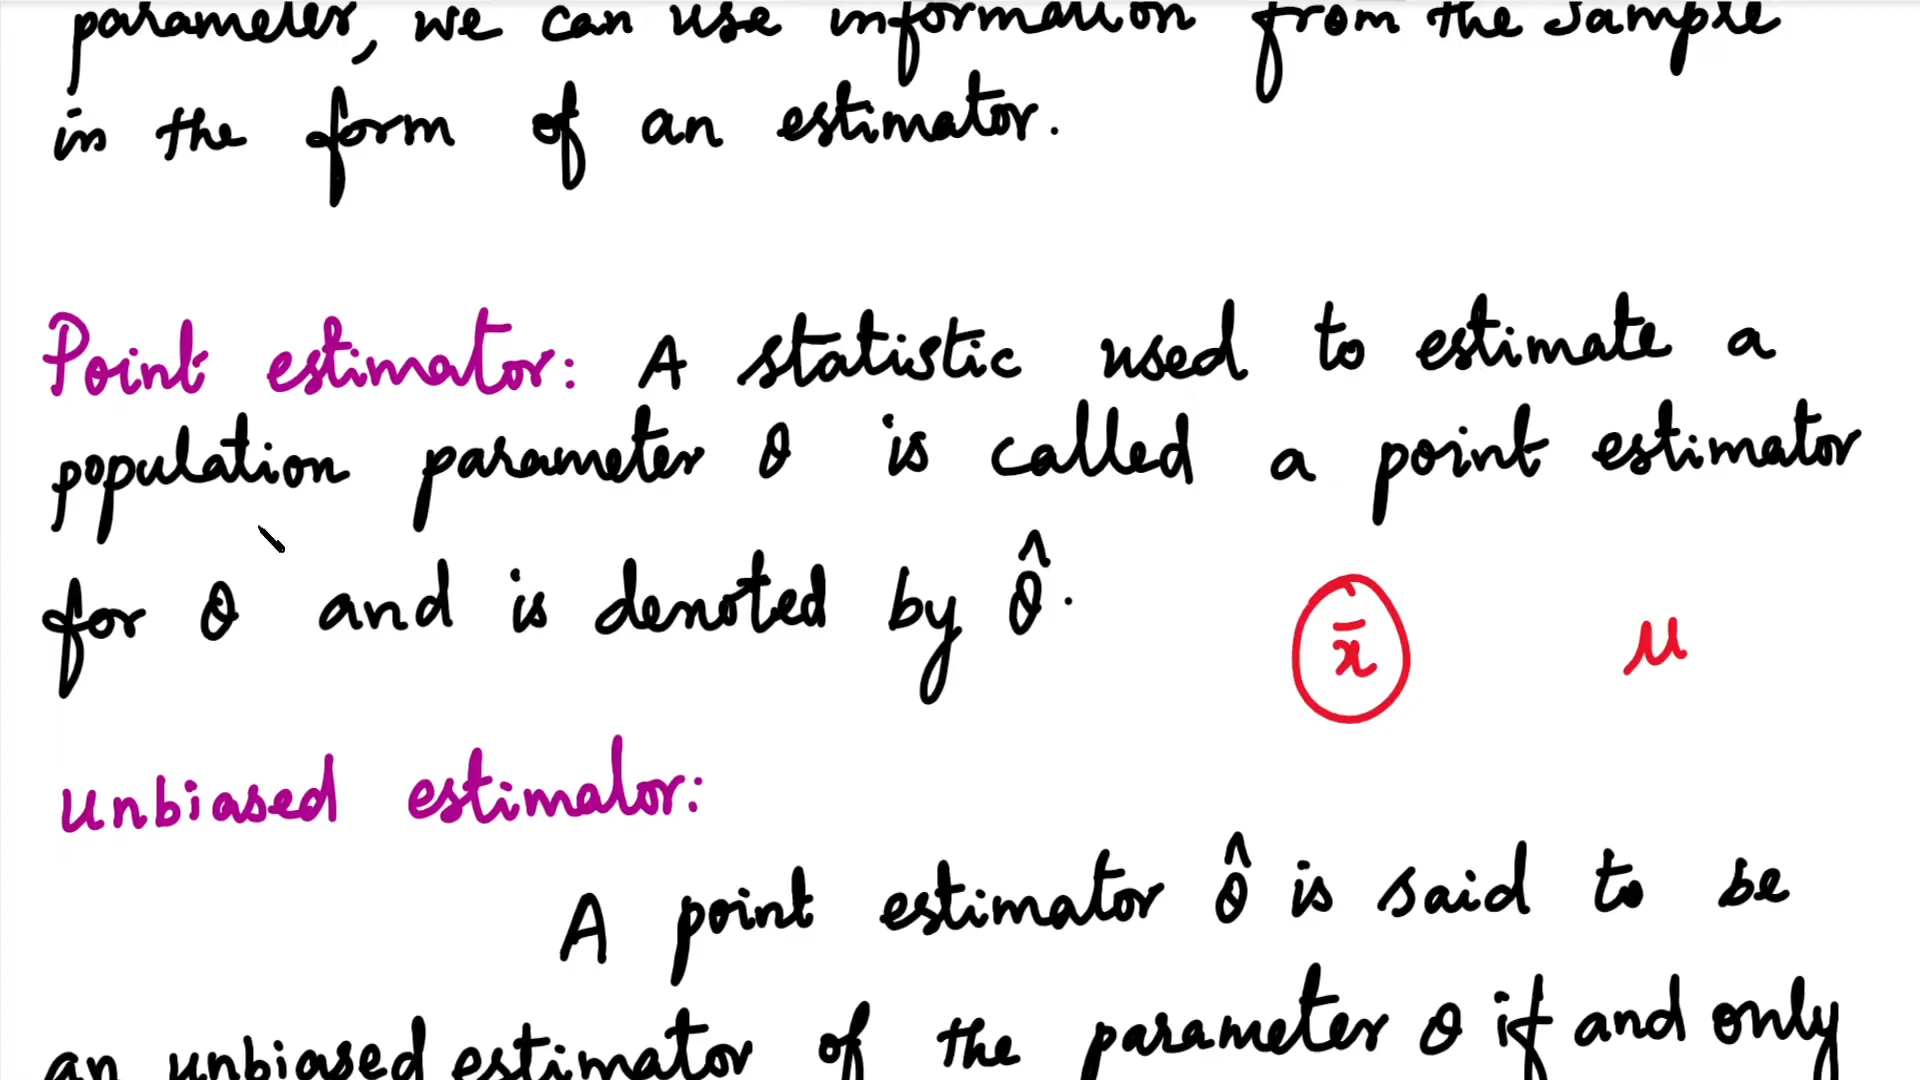 parameter, we can use information from the sample
in the form of an estimator.
Point estimator: A statistic used to estimate a
population parameter θ is called a point estimator
for θ and is denoted by θ̂.
x̄ μ
unbiased estimator:
A point estimator θ̂ is said to be
an unbiased estimator of the parameter θ if and only